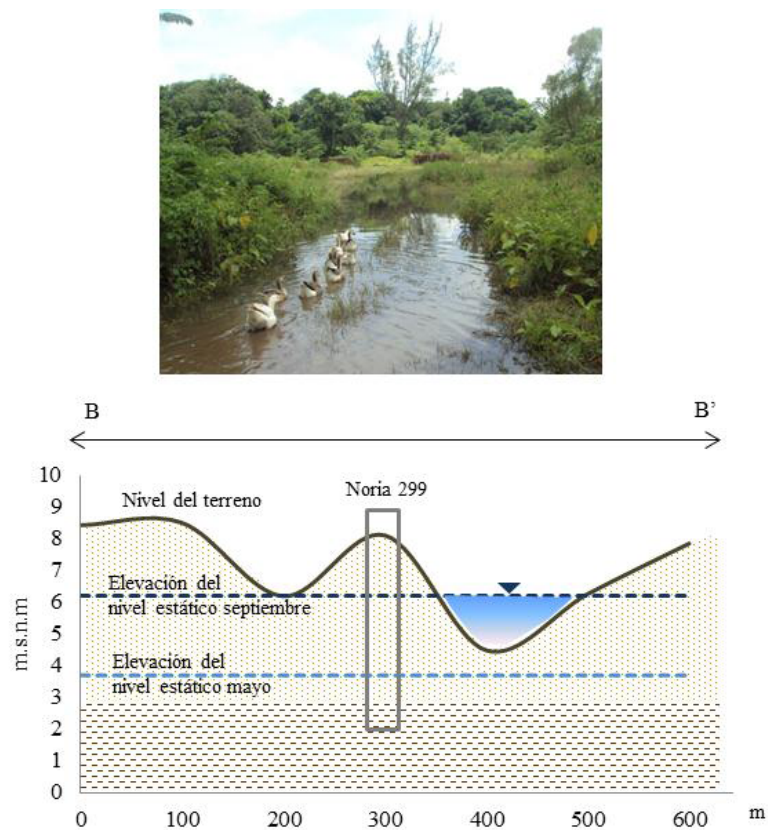 B
B’
10
9
8
7
6
5
4
3
2
1
0
m.s.n.m
Nivel del terreno
Noria 299
Elevación del
nivel estático septiembre
Elevación del
nivel estático mayo
0
100
200
300
400
500
600
m